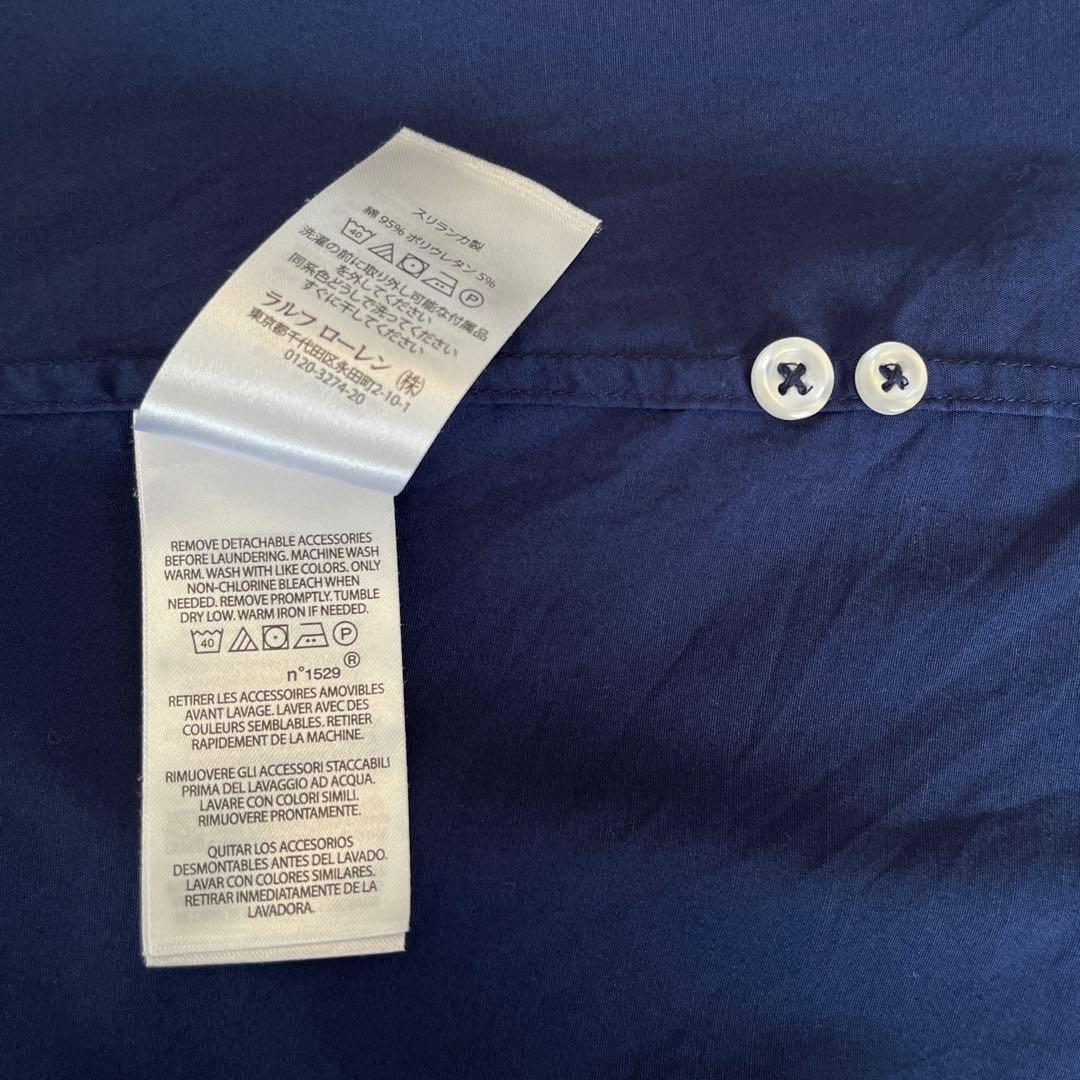 スリランカ製
綿 95% ポリウレタン 5%
40 P
洗濯の前に取り外し可能な付属品
を外してください
同系色どうしで洗ってください
すぐに干してください
ラルフ ローレン ㈱
東京都千代田区永田町2-10-1
0120-3274-20
REMOVE DETACHABLE ACCESSORIES
BEFORE LAUNDERING. MACHINE WASH
WARM. WASH WITH LIKE COLORS. ONLY
NON-CHLORINE BLEACH WHEN
NEEDED. REMOVE PROMPTLY. TUMBLE
DRY LOW. WARM IRON IF NEEDED.
40 P
n°1529 ®
RETIRER LES ACCESSOIRES AMOVIBLES
AVANT LAVAGE. LAVER AVEC DES
COULEURS SEMBLABLES. RETIRER
RAPIDEMENT DE LA MACHINE.
RIMUOVERE GLI ACCESSORI STACCABILI
PRIMA DEL LAVAGGIO AD ACQUA.
LAVARE CON COLORI SIMILI.
RIMUOVERE PRONTAMENTE.
QUITAR LOS ACCESORIOS
DESMONTABLES ANTES DEL LAVADO.
LAVAR CON COLORES SIMILARES.
RETIRAR INMEDIATAMENTE DE LA
LAVADORA.